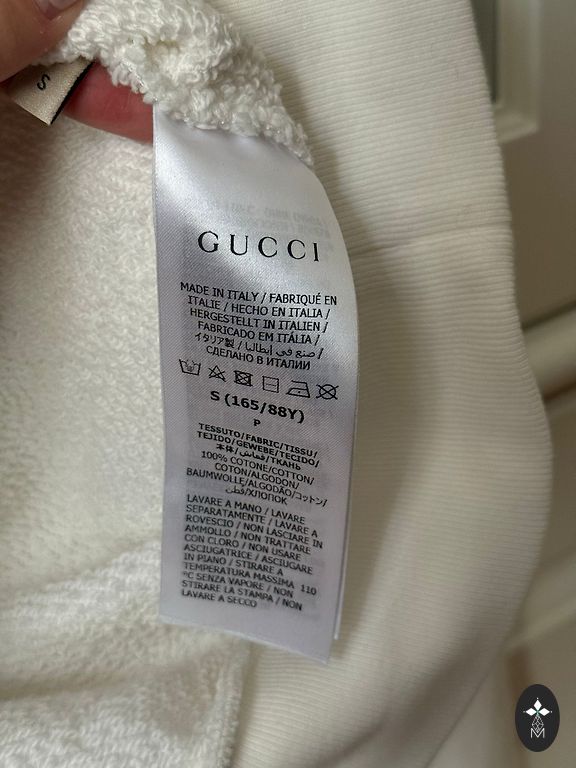 S
GUCCI
MADE IN ITALY / FABRIQUÉ EN
ITALIE / HECHO EN ITALIA /
HERGESTELLT IN ITALIEN /
FABRICADO EM ITÁLIA /
イタリア製 / صنع في إيطاليا /
СДЕЛАНО В ИТАЛИИ
S (165/88Y)
P
TESSUTO/FABRIC/TISSU/
TEJIDO/GEWEBE/TECIDO/
本体/قماش/ТКАНЬ
100% COTONE/COTTON/
COTON/ALGODON/
BAUMWOLLE/ALGODÃO/コットン/
قطن/ХЛОПОК
LAVARE A MANO / LAVARE
SEPARATAMENTE / LAVARE A
ROVESCIO / NON LASCIARE IN
AMMOLLO / NON TRATTARE
CON CLORO / NON USARE
ASCIUGATRICE / ASCIUGARE
IN PIANO / STIRARE A
TEMPERATURA MASSIMA 110
°C SENZA VAPORE / NON
STIRARE LA STAMPA / NON
LAVARE A SECCO
M